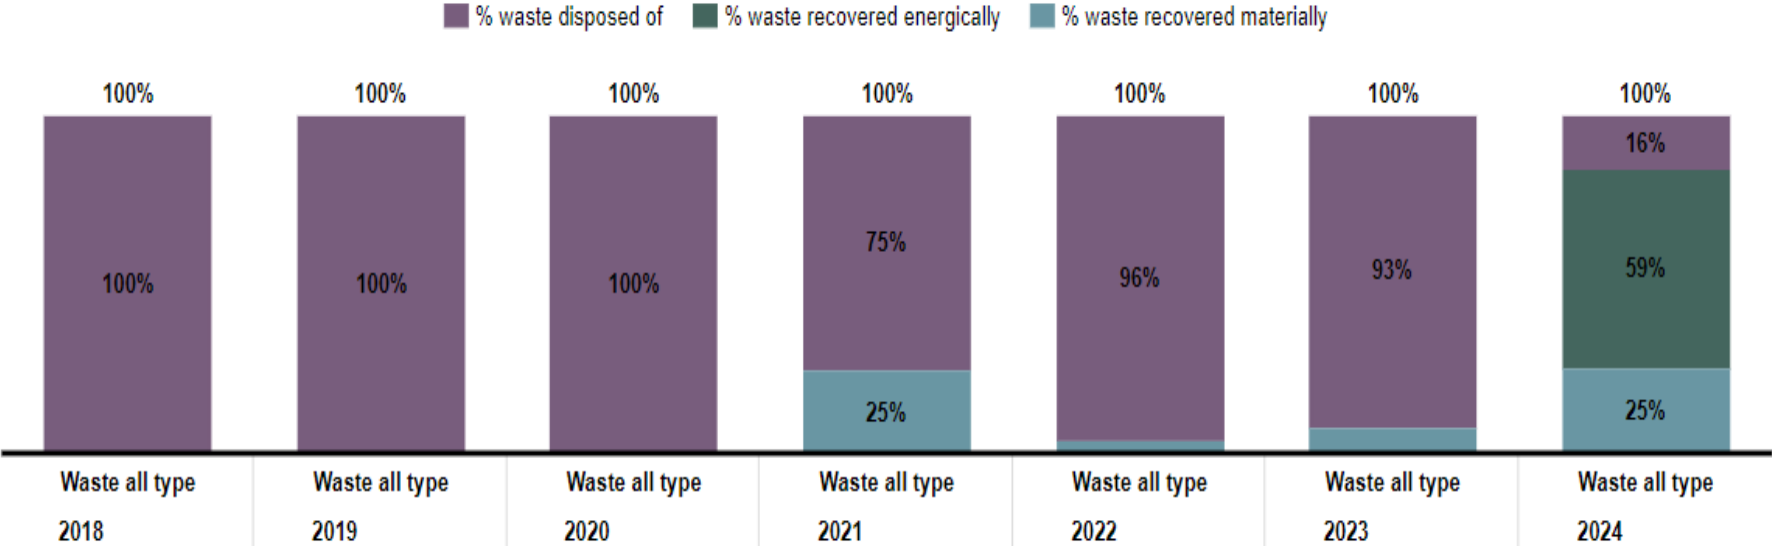 % waste disposed of % waste recovered energically % waste recovered materially
100% 100% 100% 100% 100% 100% 100%
16%
75%
59%
93%
96%
100% 100% 100%
25% 25%
Waste all type Waste all type Waste all type Waste all type Waste all type Waste all type Waste all type
2018 2019 2020 2021 2022 2023 2024